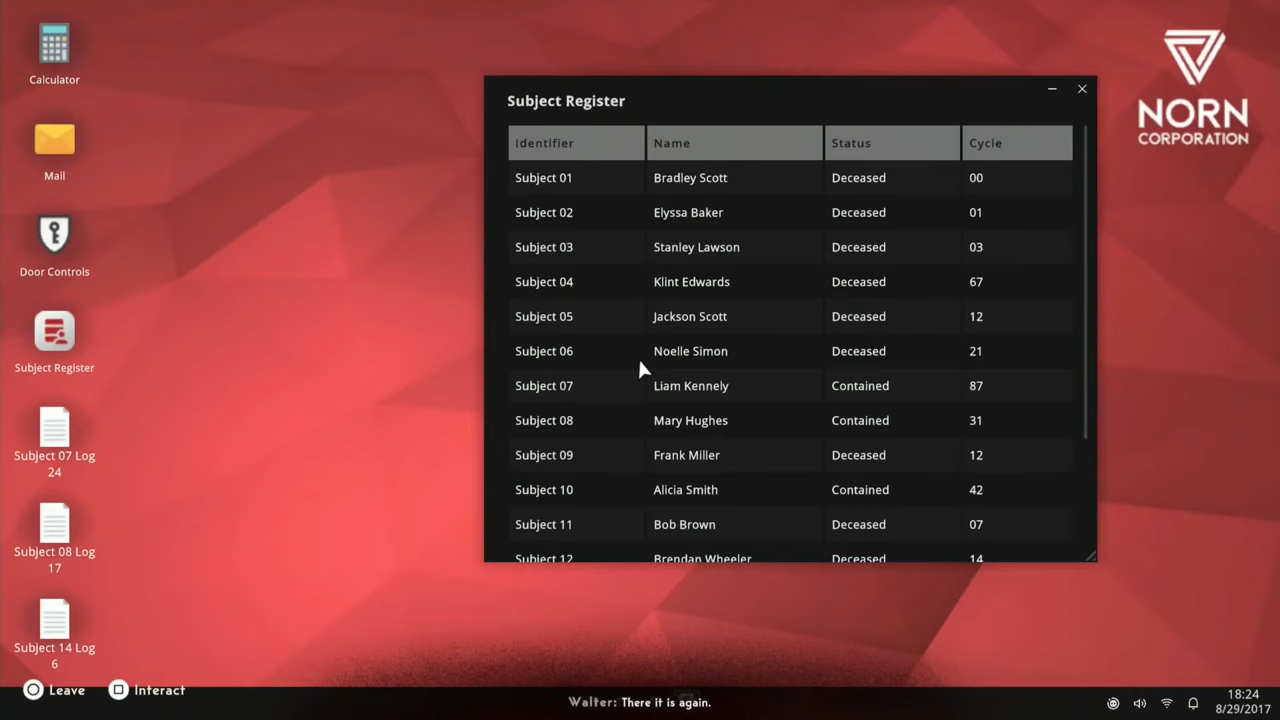 Calculator
Mail
Door Controls
Subject Register
Subject 07 Log
24
Subject 08 Log
17
Subject 14 Log
6
NORN
CORPORATION
Subject Register
Identifier Name Status Cycle
Subject 01 Bradley Scott Deceased 00
Subject 02 Elyssa Baker Deceased 01
Subject 03 Stanley Lawson Deceased 03
Subject 04 Klint Edwards Deceased 67
Subject 05 Jackson Scott Deceased 12
Subject 06 Noelle Simon Deceased 21
Subject 07 Liam Kennely Contained 87
Subject 08 Mary Hughes Contained 31
Subject 09 Frank Miller Deceased 12
Subject 10 Alicia Smith Contained 42
Subject 11 Bob Brown Deceased 07
Subject 12 Brendan Wheeler Deceased 14
Leave Interact
Walter: There it is again.
18:24
8/29/2017